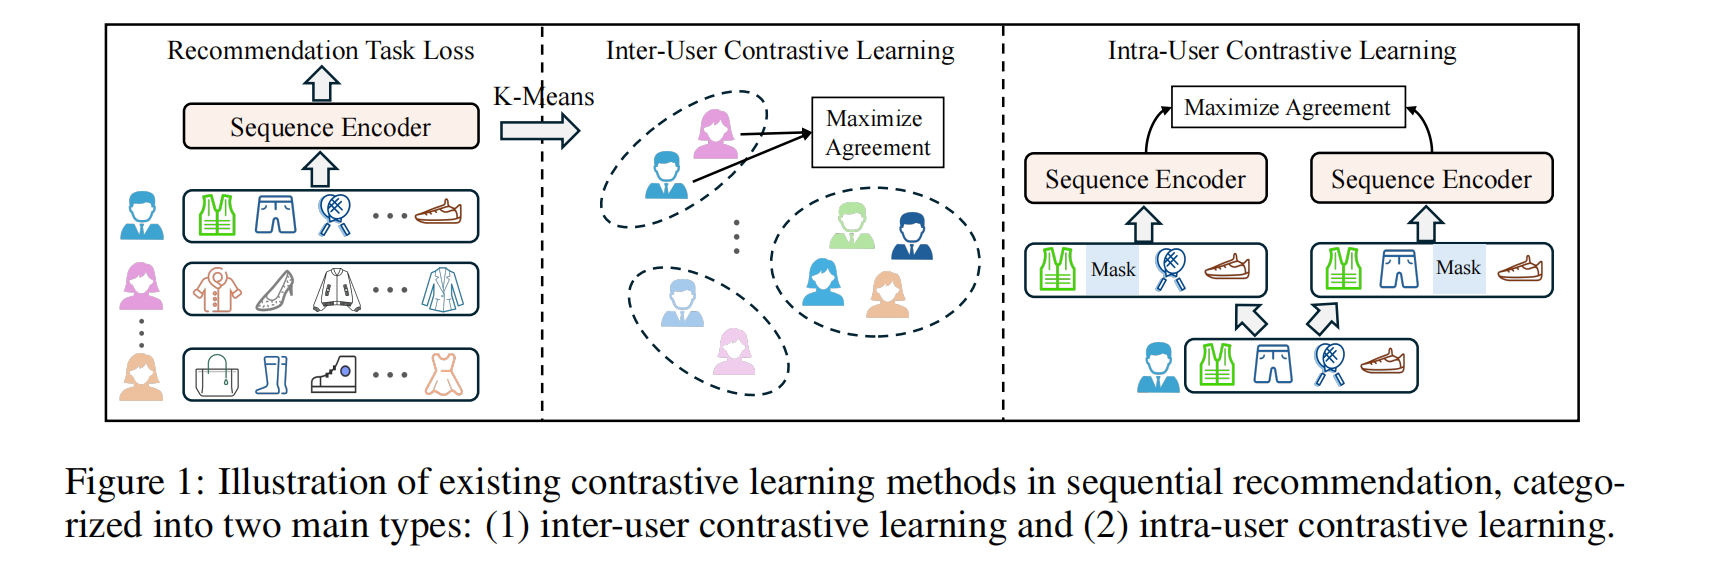 Recommendation Task Loss
Sequence Encoder
K-Means
Inter-User Contrastive Learning
Maximize
Agreement
Intra-User Contrastive Learning
Maximize Agreement
Sequence Encoder
Sequence Encoder
Mask
Mask
Figure 1: Illustration of existing contrastive learning methods in sequential recommendation, catego-
rized into two main types: (1) inter-user contrastive learning and (2) intra-user contrastive learning.